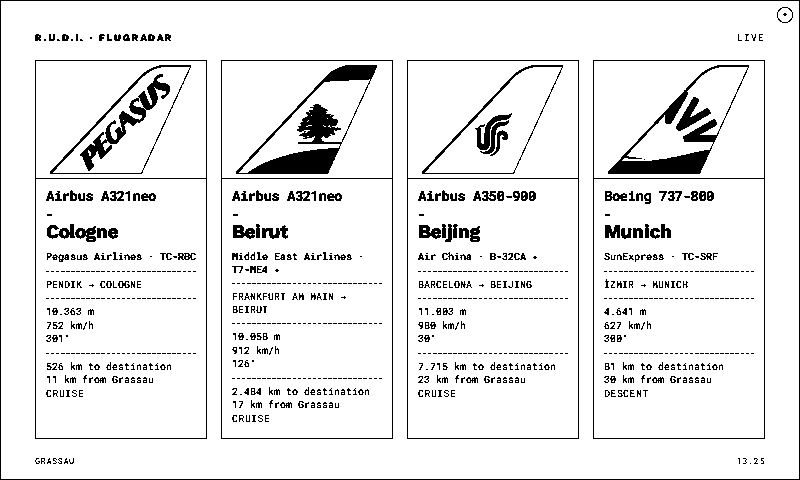 R.U.D.I. · FLUGRADAR
LIVE
PEGASUS
Airbus A321neo
–
Cologne
Pegasus Airlines · TC-RBC
PENDIK → COLOGNE
10.363 m
752 km/h
301°
526 km to destination
11 km from Grassau
CRUISE
Airbus A321neo
–
Beirut
Middle East Airlines ·
T7-ME4 ✦
FRANKFURT AM MAIN →
BEIRUT
10.058 m
912 km/h
126°
2.484 km to destination
17 km from Grassau
CRUISE
Airbus A350-900
–
Beijing
Air China · B-32CA ✦
BARCELONA → BEIJING
11.003 m
980 km/h
30°
7.715 km to destination
23 km from Grassau
CRUISE
Boeing 737-800
–
Munich
SunExpress · TC-SRF
İZMIR → MUNICH
4.641 m
627 km/h
300°
81 km to destination
30 km from Grassau
DESCENT
GRASSAU
13.25